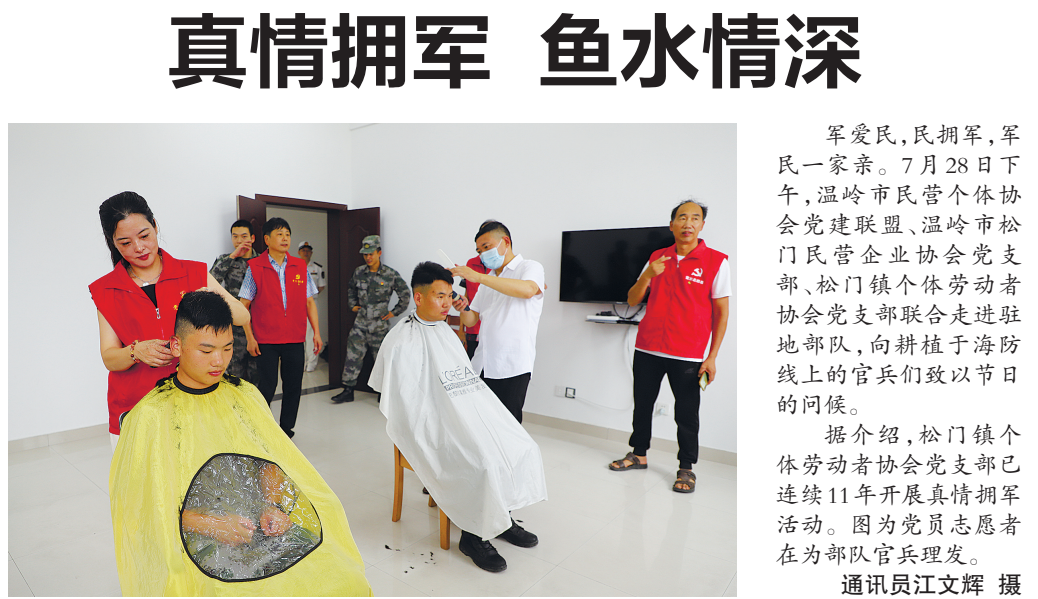 真情拥军 鱼水情深
军爱民,民拥军,军
民一家亲。7月28日下
午,温岭市民营个体协
会党建联盟、温岭市松
门民营企业协会党支
部、松门镇个体劳动者
协会党支部联合走进驻
地部队,向耕植于海防
线上的官兵们致以节日
的问候。
据介绍,松门镇个
体劳动者协会党支部已
连续11年开展真情拥军
活动。图为党员志愿者
在为部队官兵理发。
通讯员江文辉 摄
L'ORÉAL